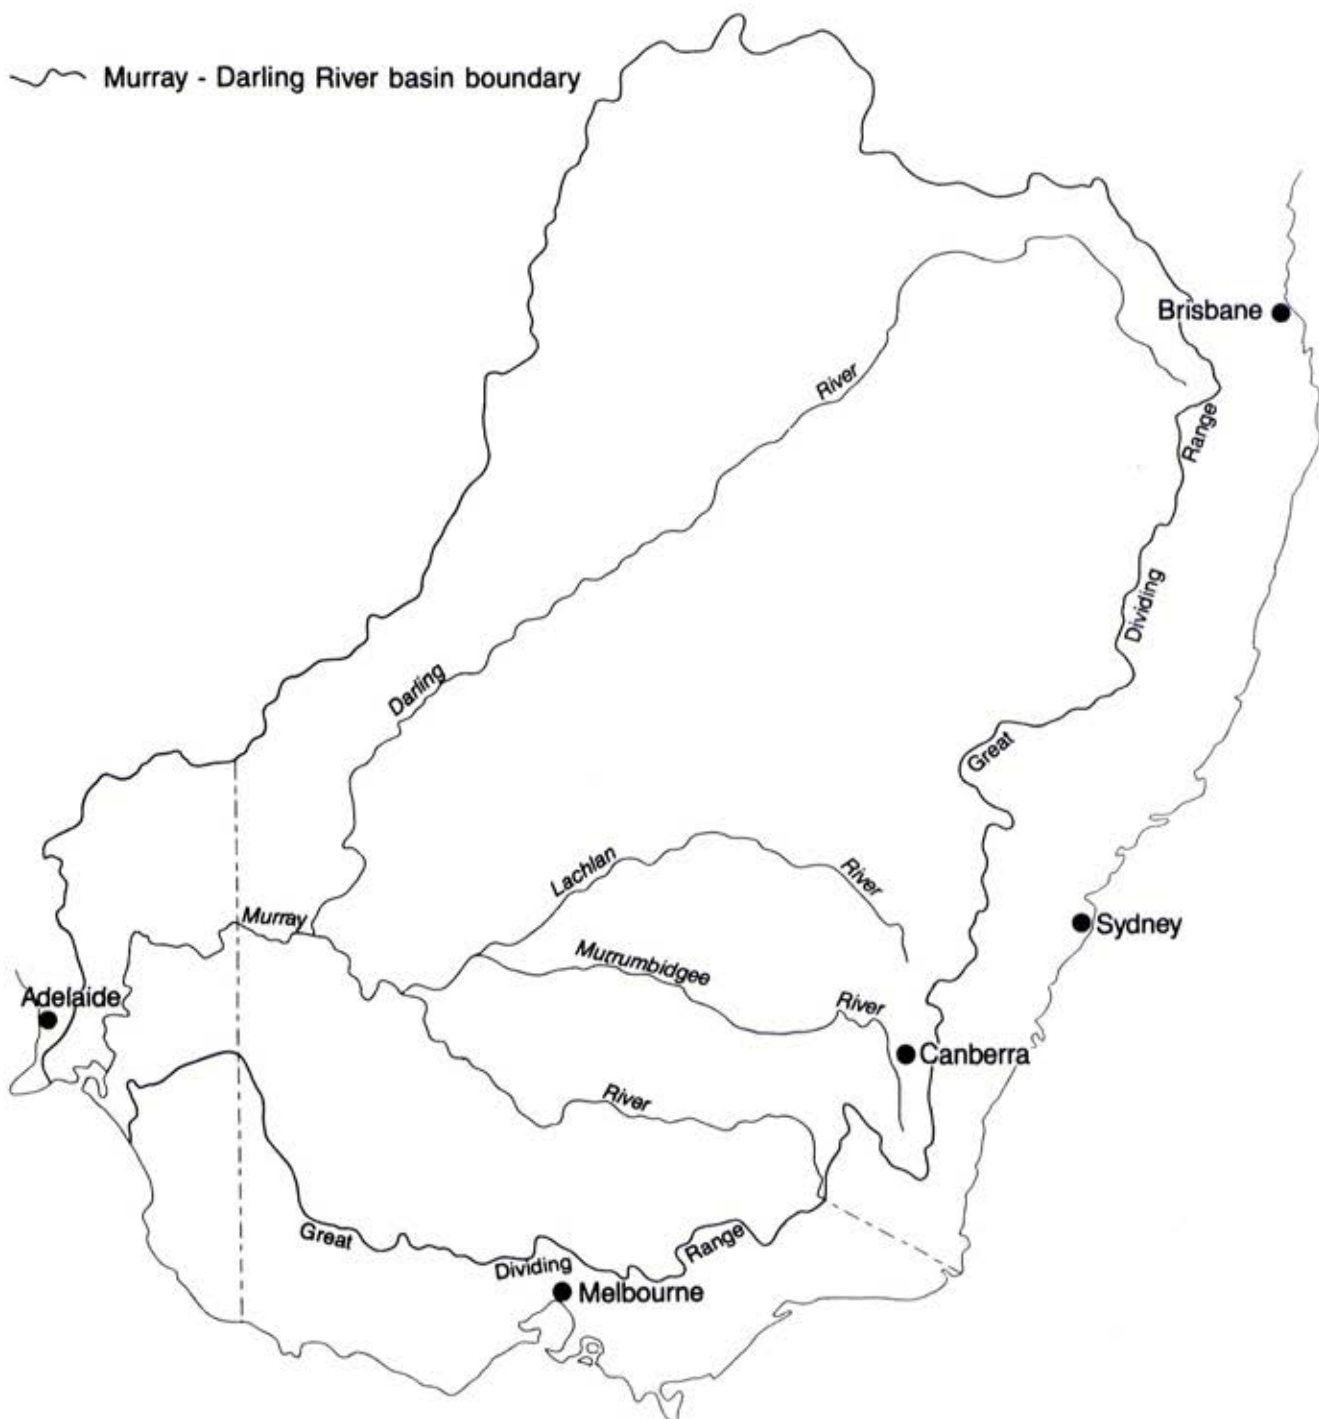 Murray - Darling River basin boundary
Brisbane
River
Range
Dividing
Darling
Great
Lachlan
River
Murray
Sydney
Murrumbidgee
River
Adelaide
Canberra
River
Great
Range
Dividing
Melbourne